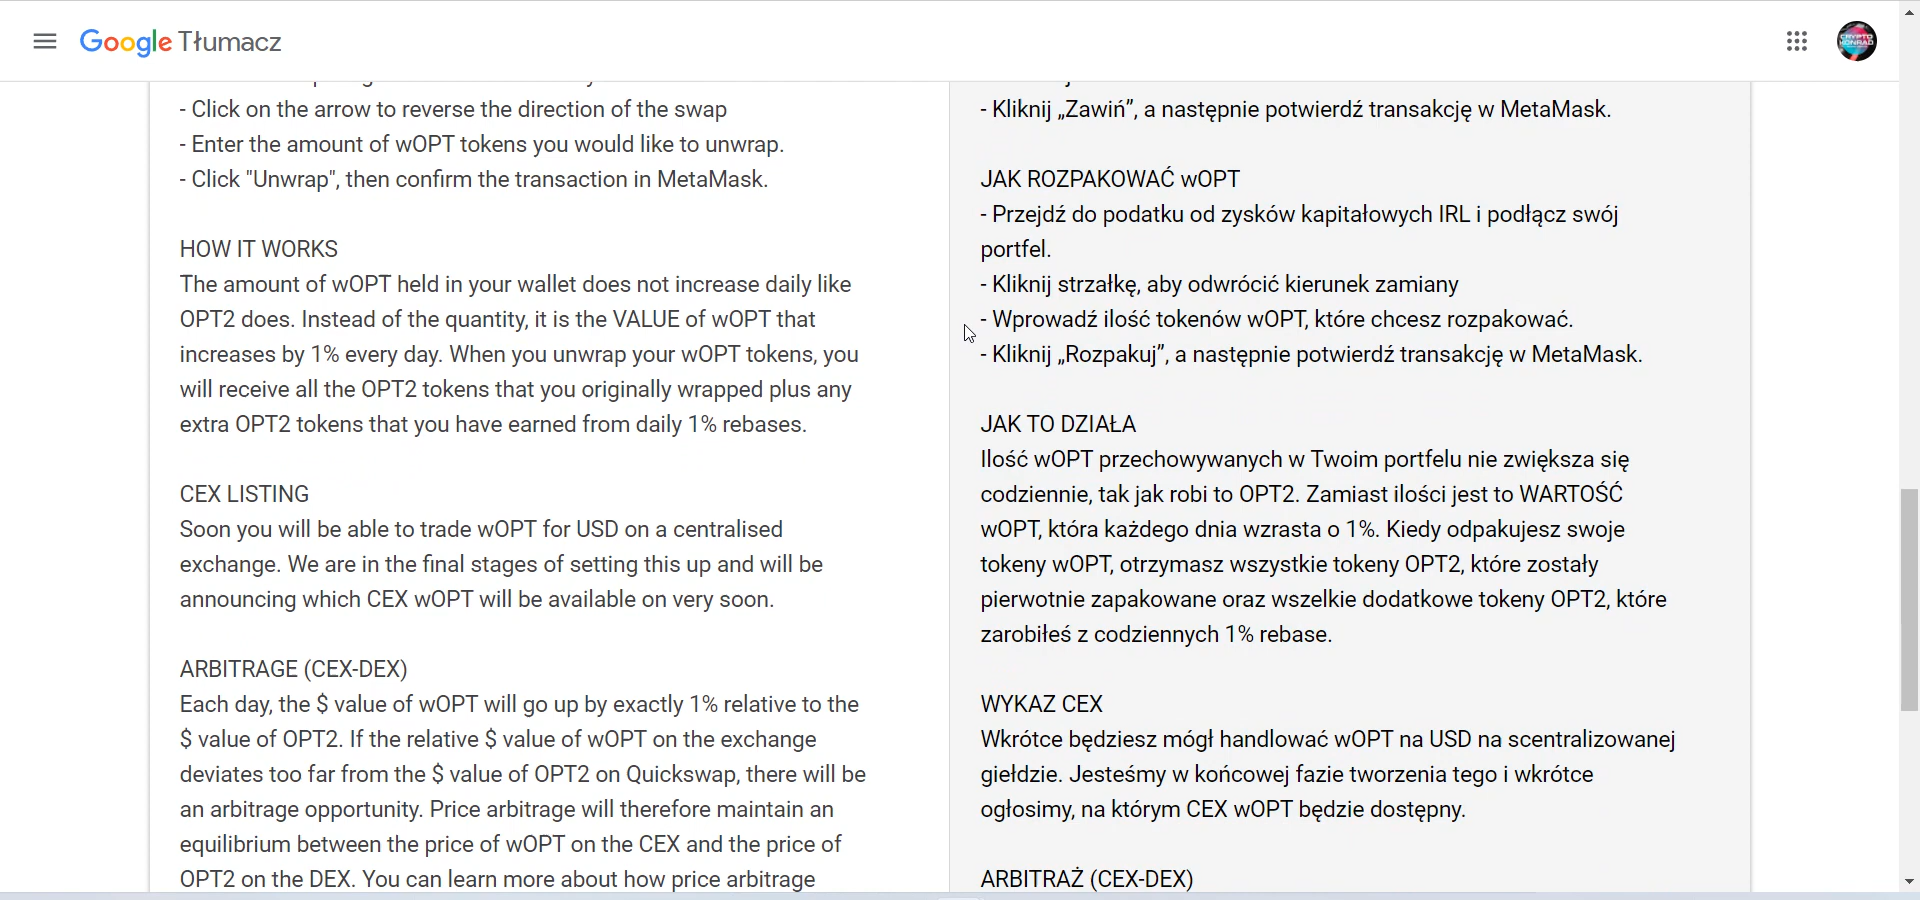 Google Tłumacz
CRYPTO
KONRAD
- Click on the arrow to reverse the direction of the swap
- Enter the amount of wOPT tokens you would like to unwrap.
- Click "Unwrap", then confirm the transaction in MetaMask.
HOW IT WORKS
The amount of wOPT held in your wallet does not increase daily like
OPT2 does. Instead of the quantity, it is the VALUE of wOPT that
increases by 1% every day. When you unwrap your wOPT tokens, you
will receive all the OPT2 tokens that you originally wrapped plus any
extra OPT2 tokens that you have earned from daily 1% rebases.
CEX LISTING
Soon you will be able to trade wOPT for USD on a centralised
exchange. We are in the final stages of setting this up and will be
announcing which CEX wOPT will be available on very soon.
ARBITRAGE (CEX-DEX)
Each day, the $ value of wOPT will go up by exactly 1% relative to the
$ value of OPT2. If the relative $ value of wOPT on the exchange
deviates too far from the $ value of OPT2 on Quickswap, there will be
an arbitrage opportunity. Price arbitrage will therefore maintain an
equilibrium between the price of wOPT on the CEX and the price of
OPT2 on the DEX. You can learn more about how price arbitrage
- Kliknij „Zawiń”, a następnie potwierdź transakcję w MetaMask.
JAK ROZPAKOWAĆ wOPT
- Przejdź do podatku od zysków kapitałowych IRL i podłącz swój
portfel.
- Kliknij strzałkę, aby odwrócić kierunek zamiany
- Wprowadź ilość tokenów wOPT, które chcesz rozpakować.
- Kliknij „Rozpakuj”, a następnie potwierdź transakcję w MetaMask.
JAK TO DZIAŁA
Ilość wOPT przechowywanych w Twoim portfelu nie zwiększa się
codziennie, tak jak robi to OPT2. Zamiast ilości jest to WARTOŚĆ
wOPT, która każdego dnia wzrasta o 1%. Kiedy odpakujesz swoje
tokeny wOPT, otrzymasz wszystkie tokeny OPT2, które zostały
pierwotnie zapakowane oraz wszelkie dodatkowe tokeny OPT2, które
zarobiłeś z codziennych 1% rebase.
WYKAZ CEX
Wkrótce będziesz mógł handlować wOPT na USD na scentralizowanej
giełdzie. Jesteśmy w końcowej fazie tworzenia tego i wkrótce
ogłosimy, na którym CEX wOPT będzie dostępny.
ARBITRAŻ (CEX-DEX)